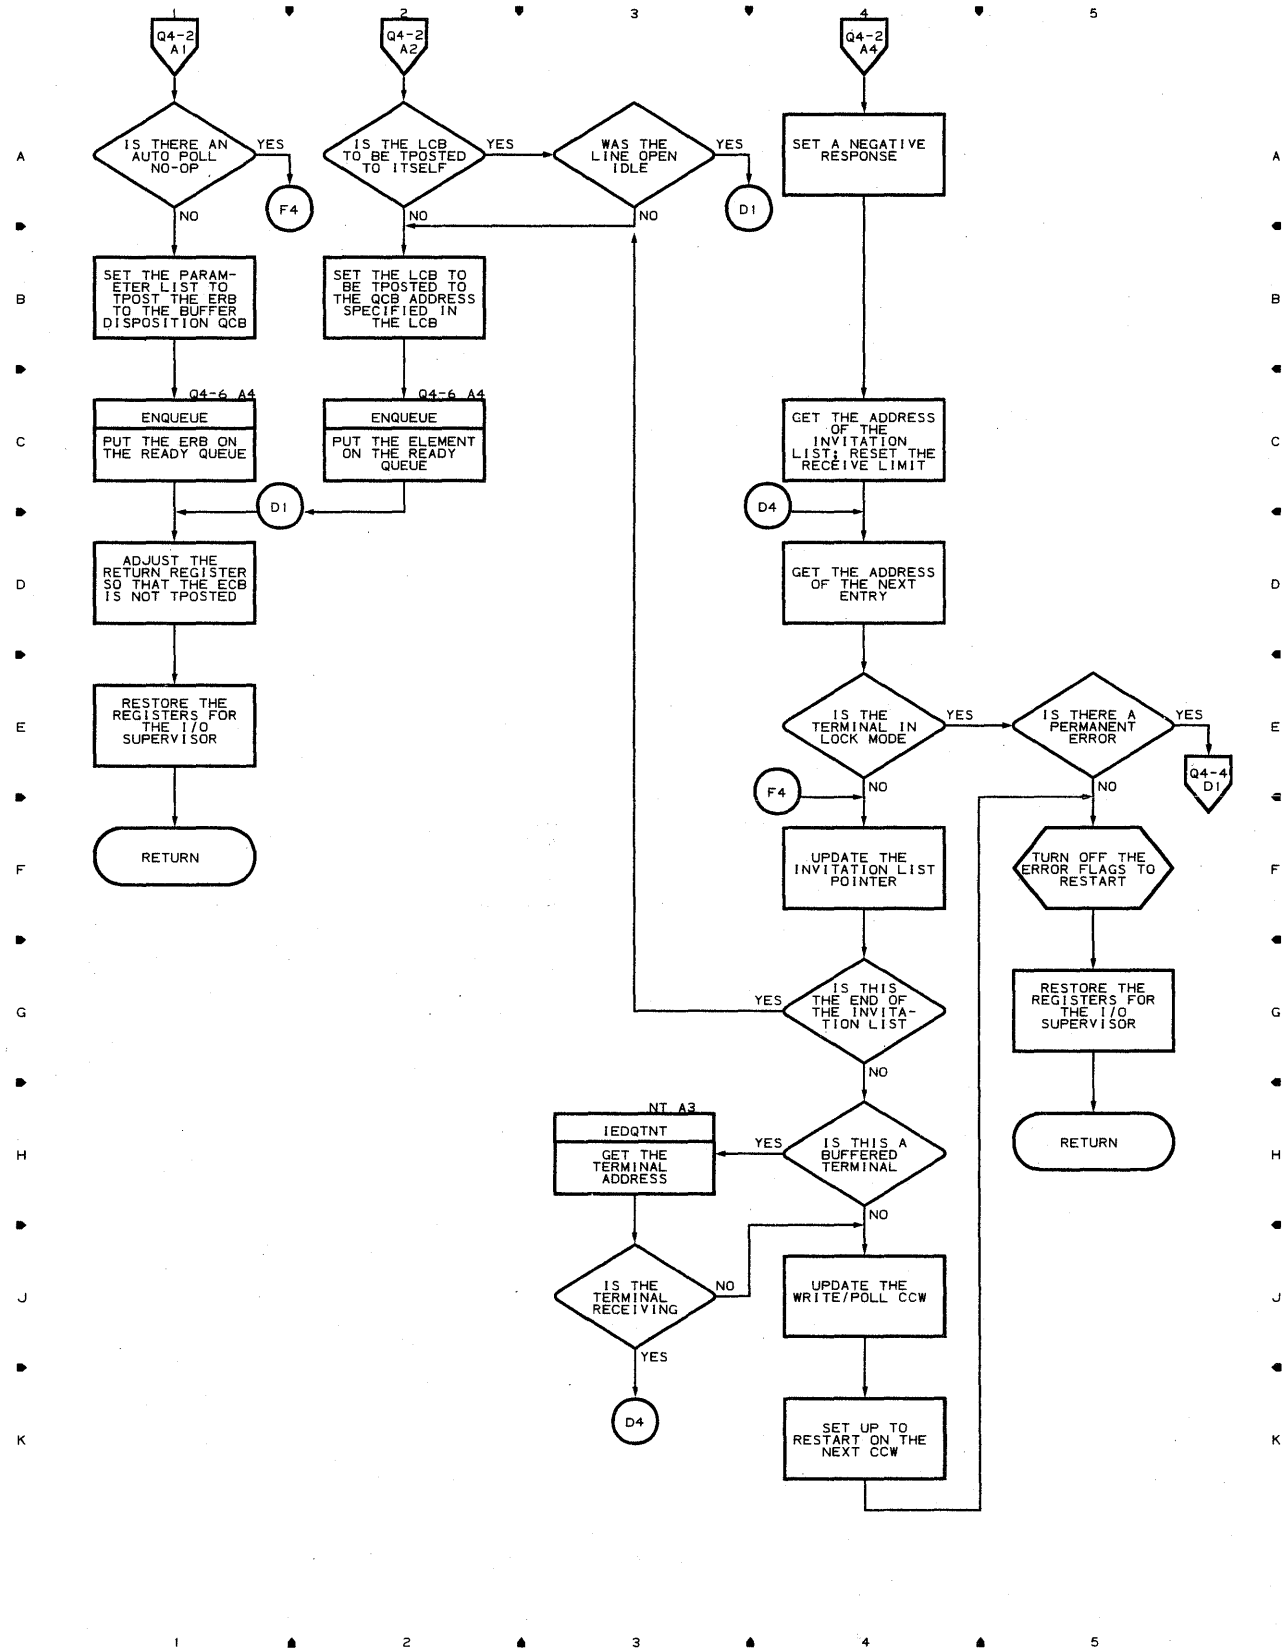 1 2 3 4 5
Q4-2
A1
Q4-2
A2
Q4-2
A4
A
IS THERE AN
AUTO POLL
NO-OP
YES
F4
NO
IS THE LCB
TO BE TPOSTED
TO ITSELF
YES
NO
WAS THE
LINE OPEN
IDLE
YES
D1
NO
SET A NEGATIVE
RESPONSE
A
B
SET THE PARAM-
ETER LIST TO
TPOST THE ERB
TO THE BUFFER
DISPOSITION QCB
SET THE LCB TO
BE TPOSTED TO
THE QCB ADDRESS
SPECIFIED IN
THE LCB
B
C
Q4-6 A4
ENQUEUE
PUT THE ERB ON
THE READY QUEUE
Q4-6 A4
ENQUEUE
PUT THE ELEMENT
ON THE READY
QUEUE
GET THE ADDRESS
OF THE
INVITATION
LIST; RESET THE
RECEIVE LIMIT
C
D1
D4
D
ADJUST THE
RETURN REGISTER
SO THAT THE ECB
IS NOT TPOSTED
GET THE ADDRESS
OF THE NEXT
ENTRY
D
E
RESTORE THE
REGISTERS FOR
THE I/O
SUPERVISOR
IS THE
TERMINAL IN
LOCK MODE
YES
NO
IS THERE A
PERMANENT
ERROR
YES
NO
E
Q4-4
D1
F4
F
RETURN
UPDATE THE
INVITATION LIST
POINTER
TURN OFF THE
ERROR FLAGS TO
RESTART
F
G
YES
IS THIS
THE END OF
THE INVITA-
TION LIST
NO
RESTORE THE
REGISTERS FOR
THE I/O
SUPERVISOR
G
H
NT A3
IEDQTNT
GET THE
TERMINAL
ADDRESS
YES
IS THIS A
BUFFERED
TERMINAL
NO
RETURN
H
J
IS THE
TERMINAL
RECEIVING
NO
YES
UPDATE THE
WRITE/POLL CCW
J
K
D4
SET UP TO
RESTART ON THE
NEXT CCW
K
1 2 3 4 5